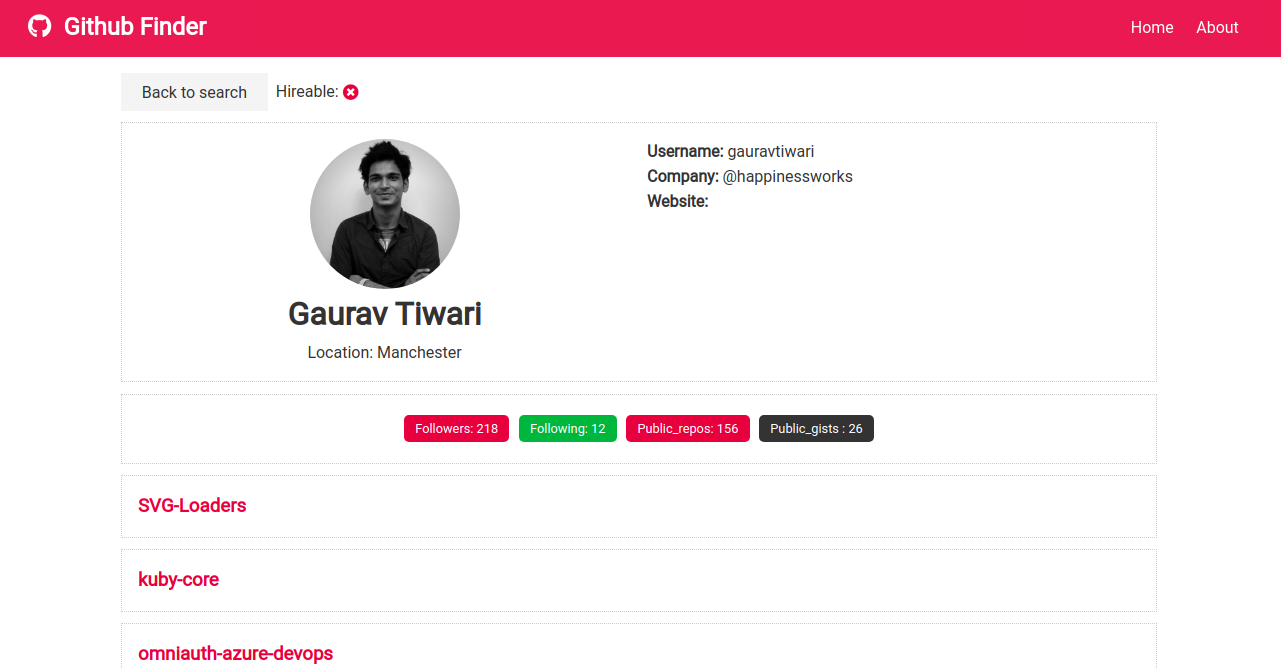 Github Finder
Home
About
Back to search
Hireable:
Username: gauravtiwari
Company: @happinessworks
Website:
Gaurav Tiwari
Location: Manchester
Followers: 218
Following: 12
Public_repos: 156
Public_gists : 26
SVG-Loaders
kuby-core
omniauth-azure-devops